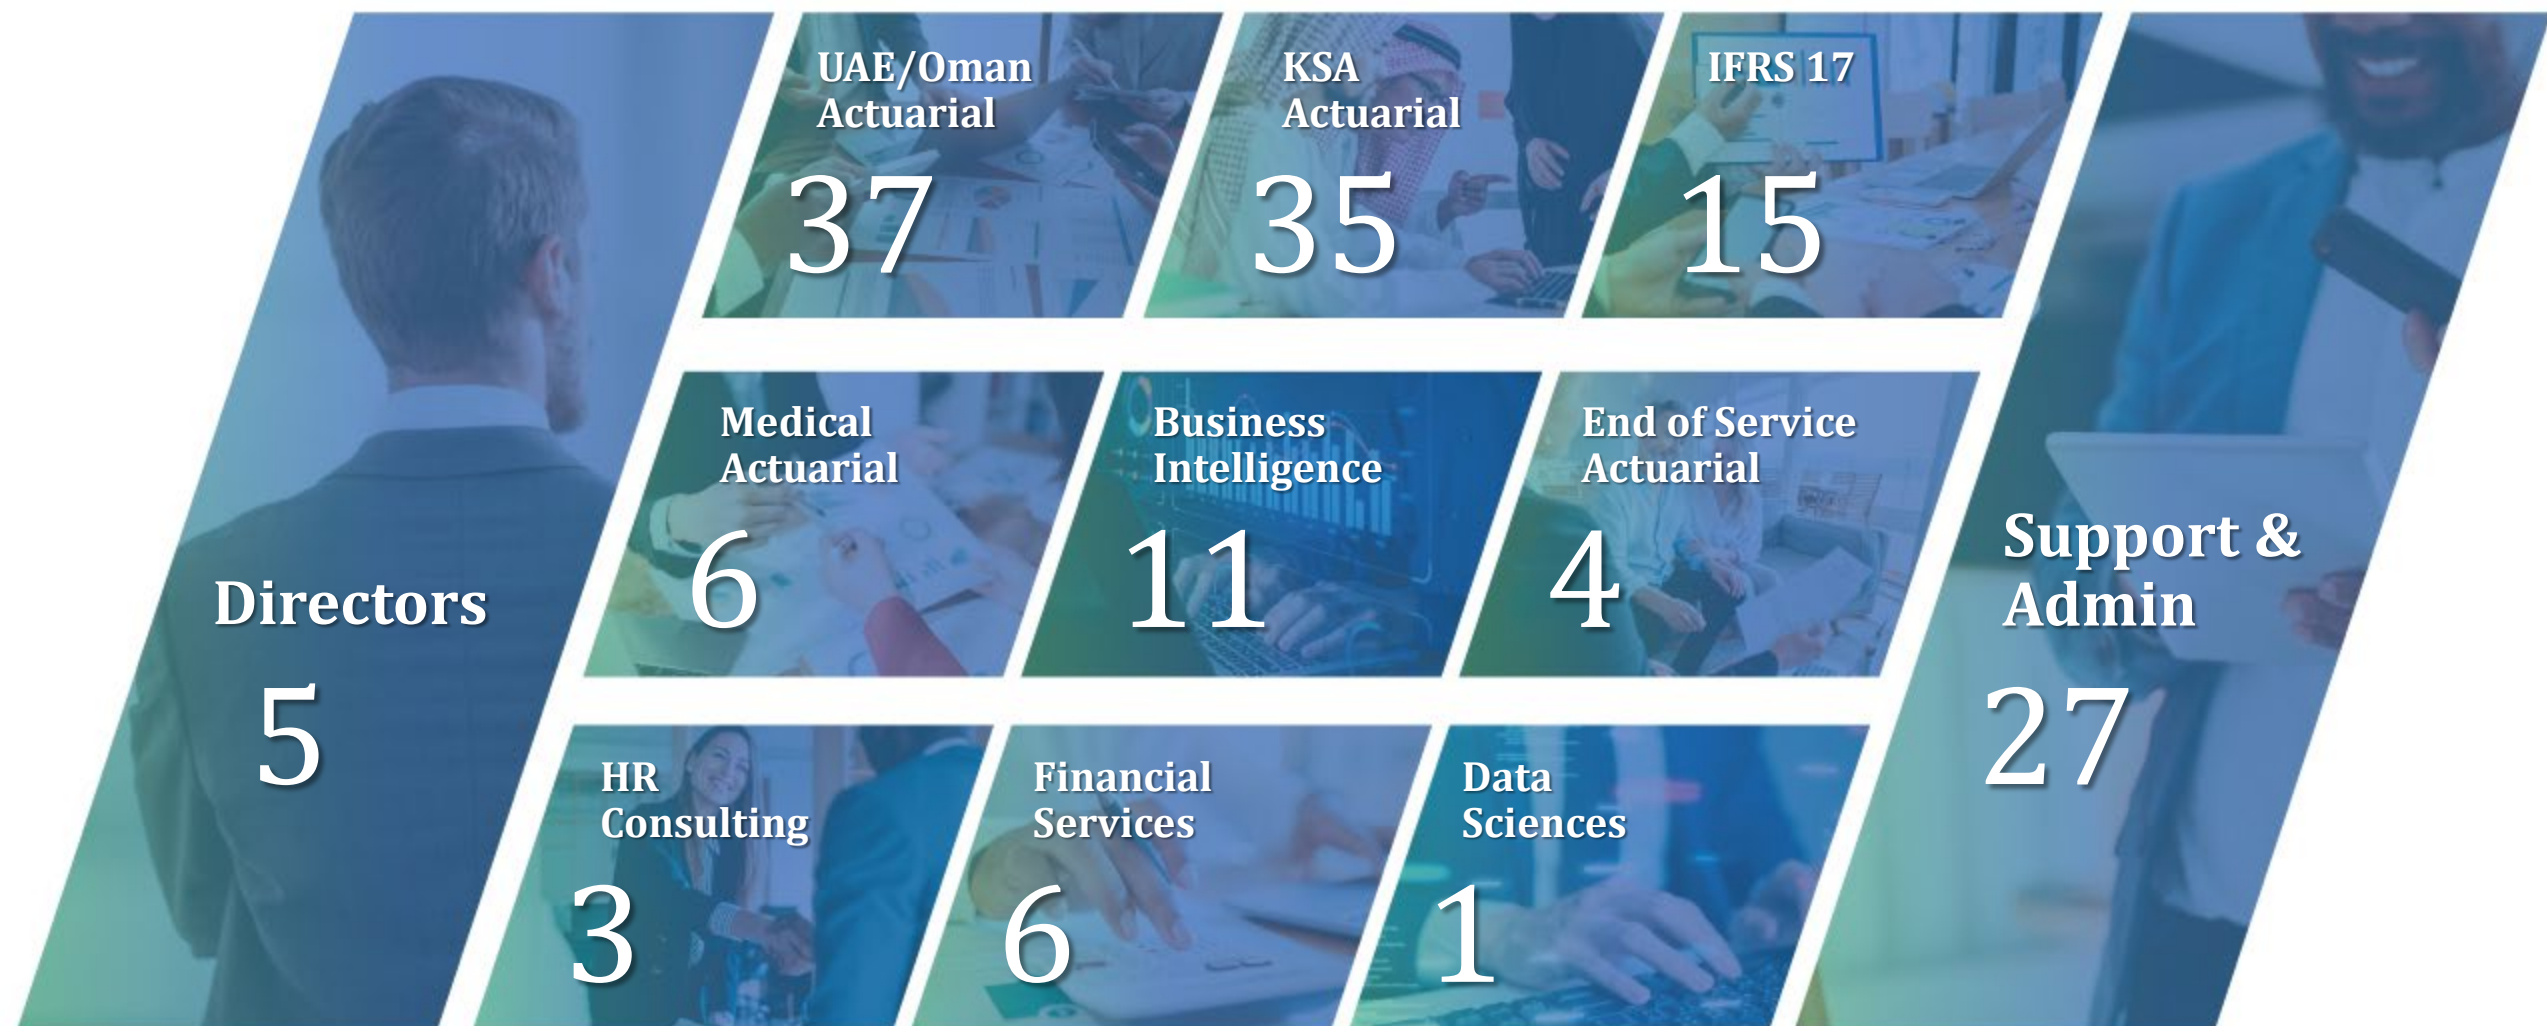 Directors
5
UAE/Oman
Actuarial
37
KSA
Actuarial
35
IFRS 17
15
Medical
Actuarial
6
Business
Intelligence
11
End of Service
Actuarial
4
HR
Consulting
3
Financial
Services
6
Data
Sciences
1
Support &
Admin
27